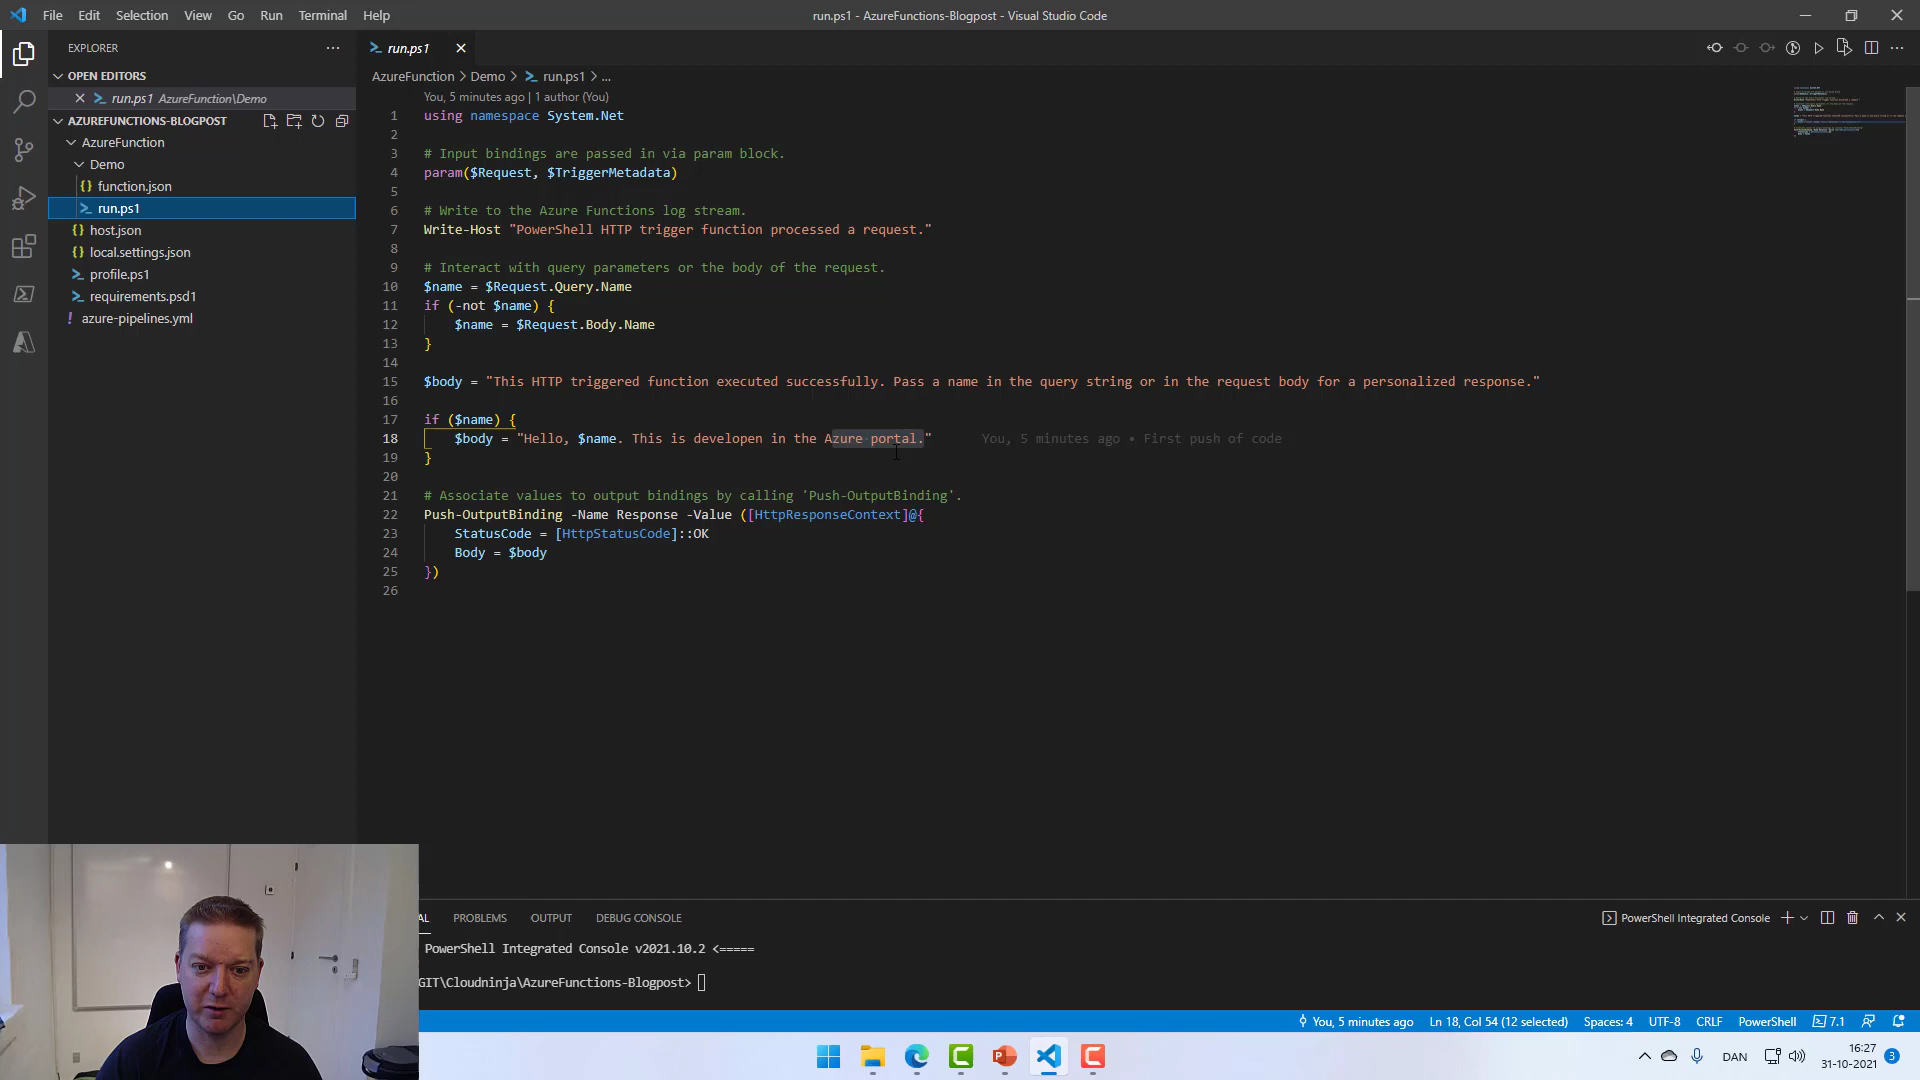 File Edit Selection View Go Run Terminal Help
run.ps1 - AzureFunctions-Blogpost - Visual Studio Code
EXPLORER
OPEN EDITORS
run.ps1 AzureFunction\Demo
AZUREFUNCTIONS-BLOGPOST
AzureFunction
Demo
{} function.json
run.ps1
{} host.json
{} local.settings.json
profile.ps1
requirements.psd1
! azure-pipelines.yml
run.ps1
AzureFunction > Demo > run.ps1 > ...
You, 5 minutes ago | 1 author (You)
1 using namespace System.Net
2
3 # Input bindings are passed in via param block.
4 param($Request, $TriggerMetadata)
5
6 # Write to the Azure Functions log stream.
7 Write-Host "PowerShell HTTP trigger function processed a request."
8
9 # Interact with query parameters or the body of the request.
10 $name = $Request.Query.Name
11 if (-not $name) {
12 $name = $Request.Body.Name
13 }
14
15 $body = "This HTTP triggered function executed successfully. Pass a name in the query string or in the request body for a personalized response."
16
17 if ($name) {
18 $body = "Hello, $name. This is developen in the Azure portal." You, 5 minutes ago • First push of code
19 }
20
21 # Associate values to output bindings by calling 'Push-OutputBinding'.
22 Push-OutputBinding -Name Response -Value ([HttpResponseContext]@{
23 StatusCode = [HttpStatusCode]::OK
24 Body = $body
25 })
26
AL PROBLEMS OUTPUT DEBUG CONSOLE
PowerShell Integrated Console
PowerShell Integrated Console v2021.10.2 <=====
GIT\Cloudninja\AzureFunctions-Blogpost>
You, 5 minutes ago Ln 18, Col 54 (12 selected) Spaces: 4 UTF-8 CRLF PowerShell 7.1
DAN
16:27
31-10-2021
3